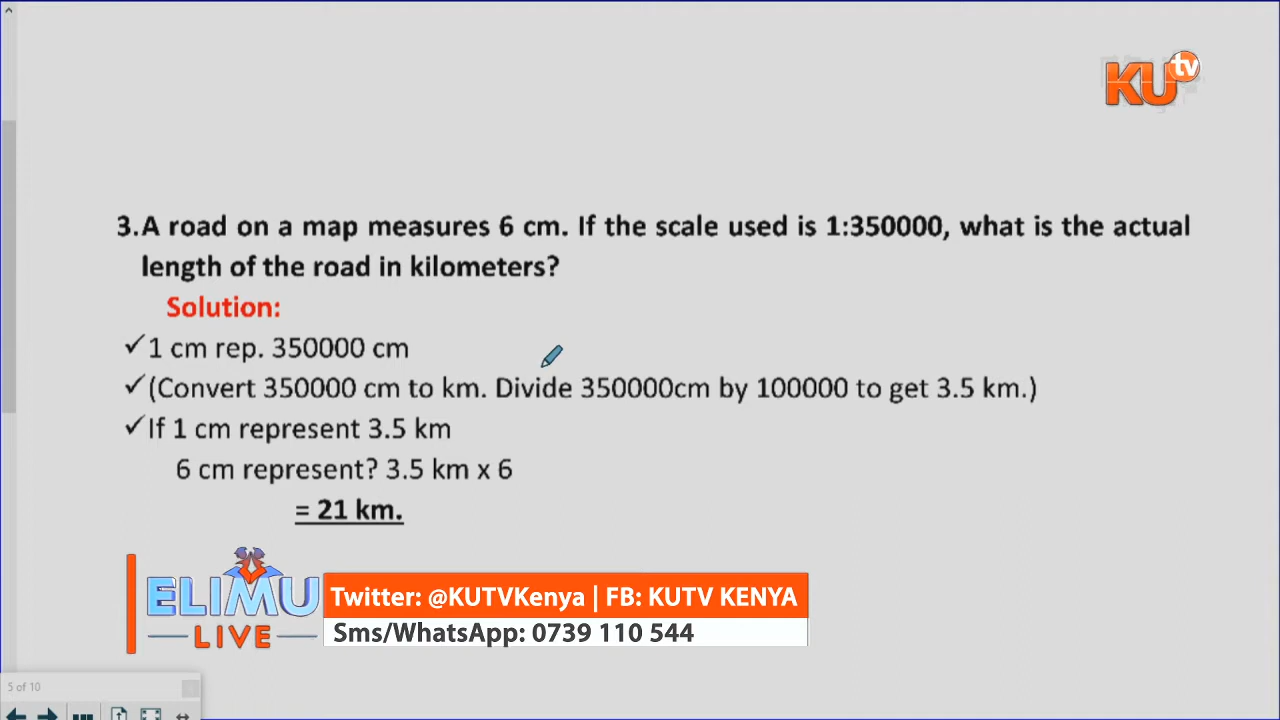 KU tv
3.A road on a map measures 6 cm. If the scale used is 1:350000, what is the actual
length of the road in kilometers?
Solution:
✓1 cm rep. 350000 cm
✓(Convert 350000 cm to km. Divide 350000cm by 100000 to get 3.5 km.)
✓If 1 cm represent 3.5 km
6 cm represent? 3.5 km x 6
= 21 km.
ELIMU
LIVE
Twitter: @KUTVKenya | FB: KUTV KENYA
Sms/WhatsApp: 0739 110 544
5 of 10